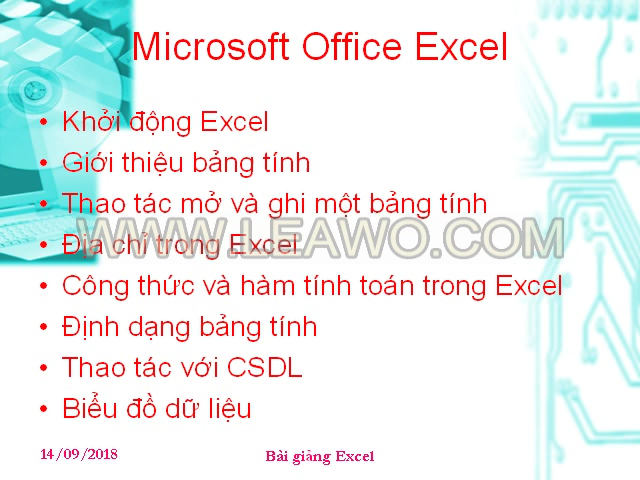 Microsoft Office Excel
• Khởi động Excel
• Giới thiệu bảng tính
• Thao tác mở và ghi một bảng tính
WWW.LEAWO.COM
• Địa chỉ trong Excel
• Công thức và hàm tính toán trong Excel
• Định dạng bảng tính
• Thao tác với CSDL
• Biểu đồ dữ liệu
14/09/2018
Bài giảng Excel